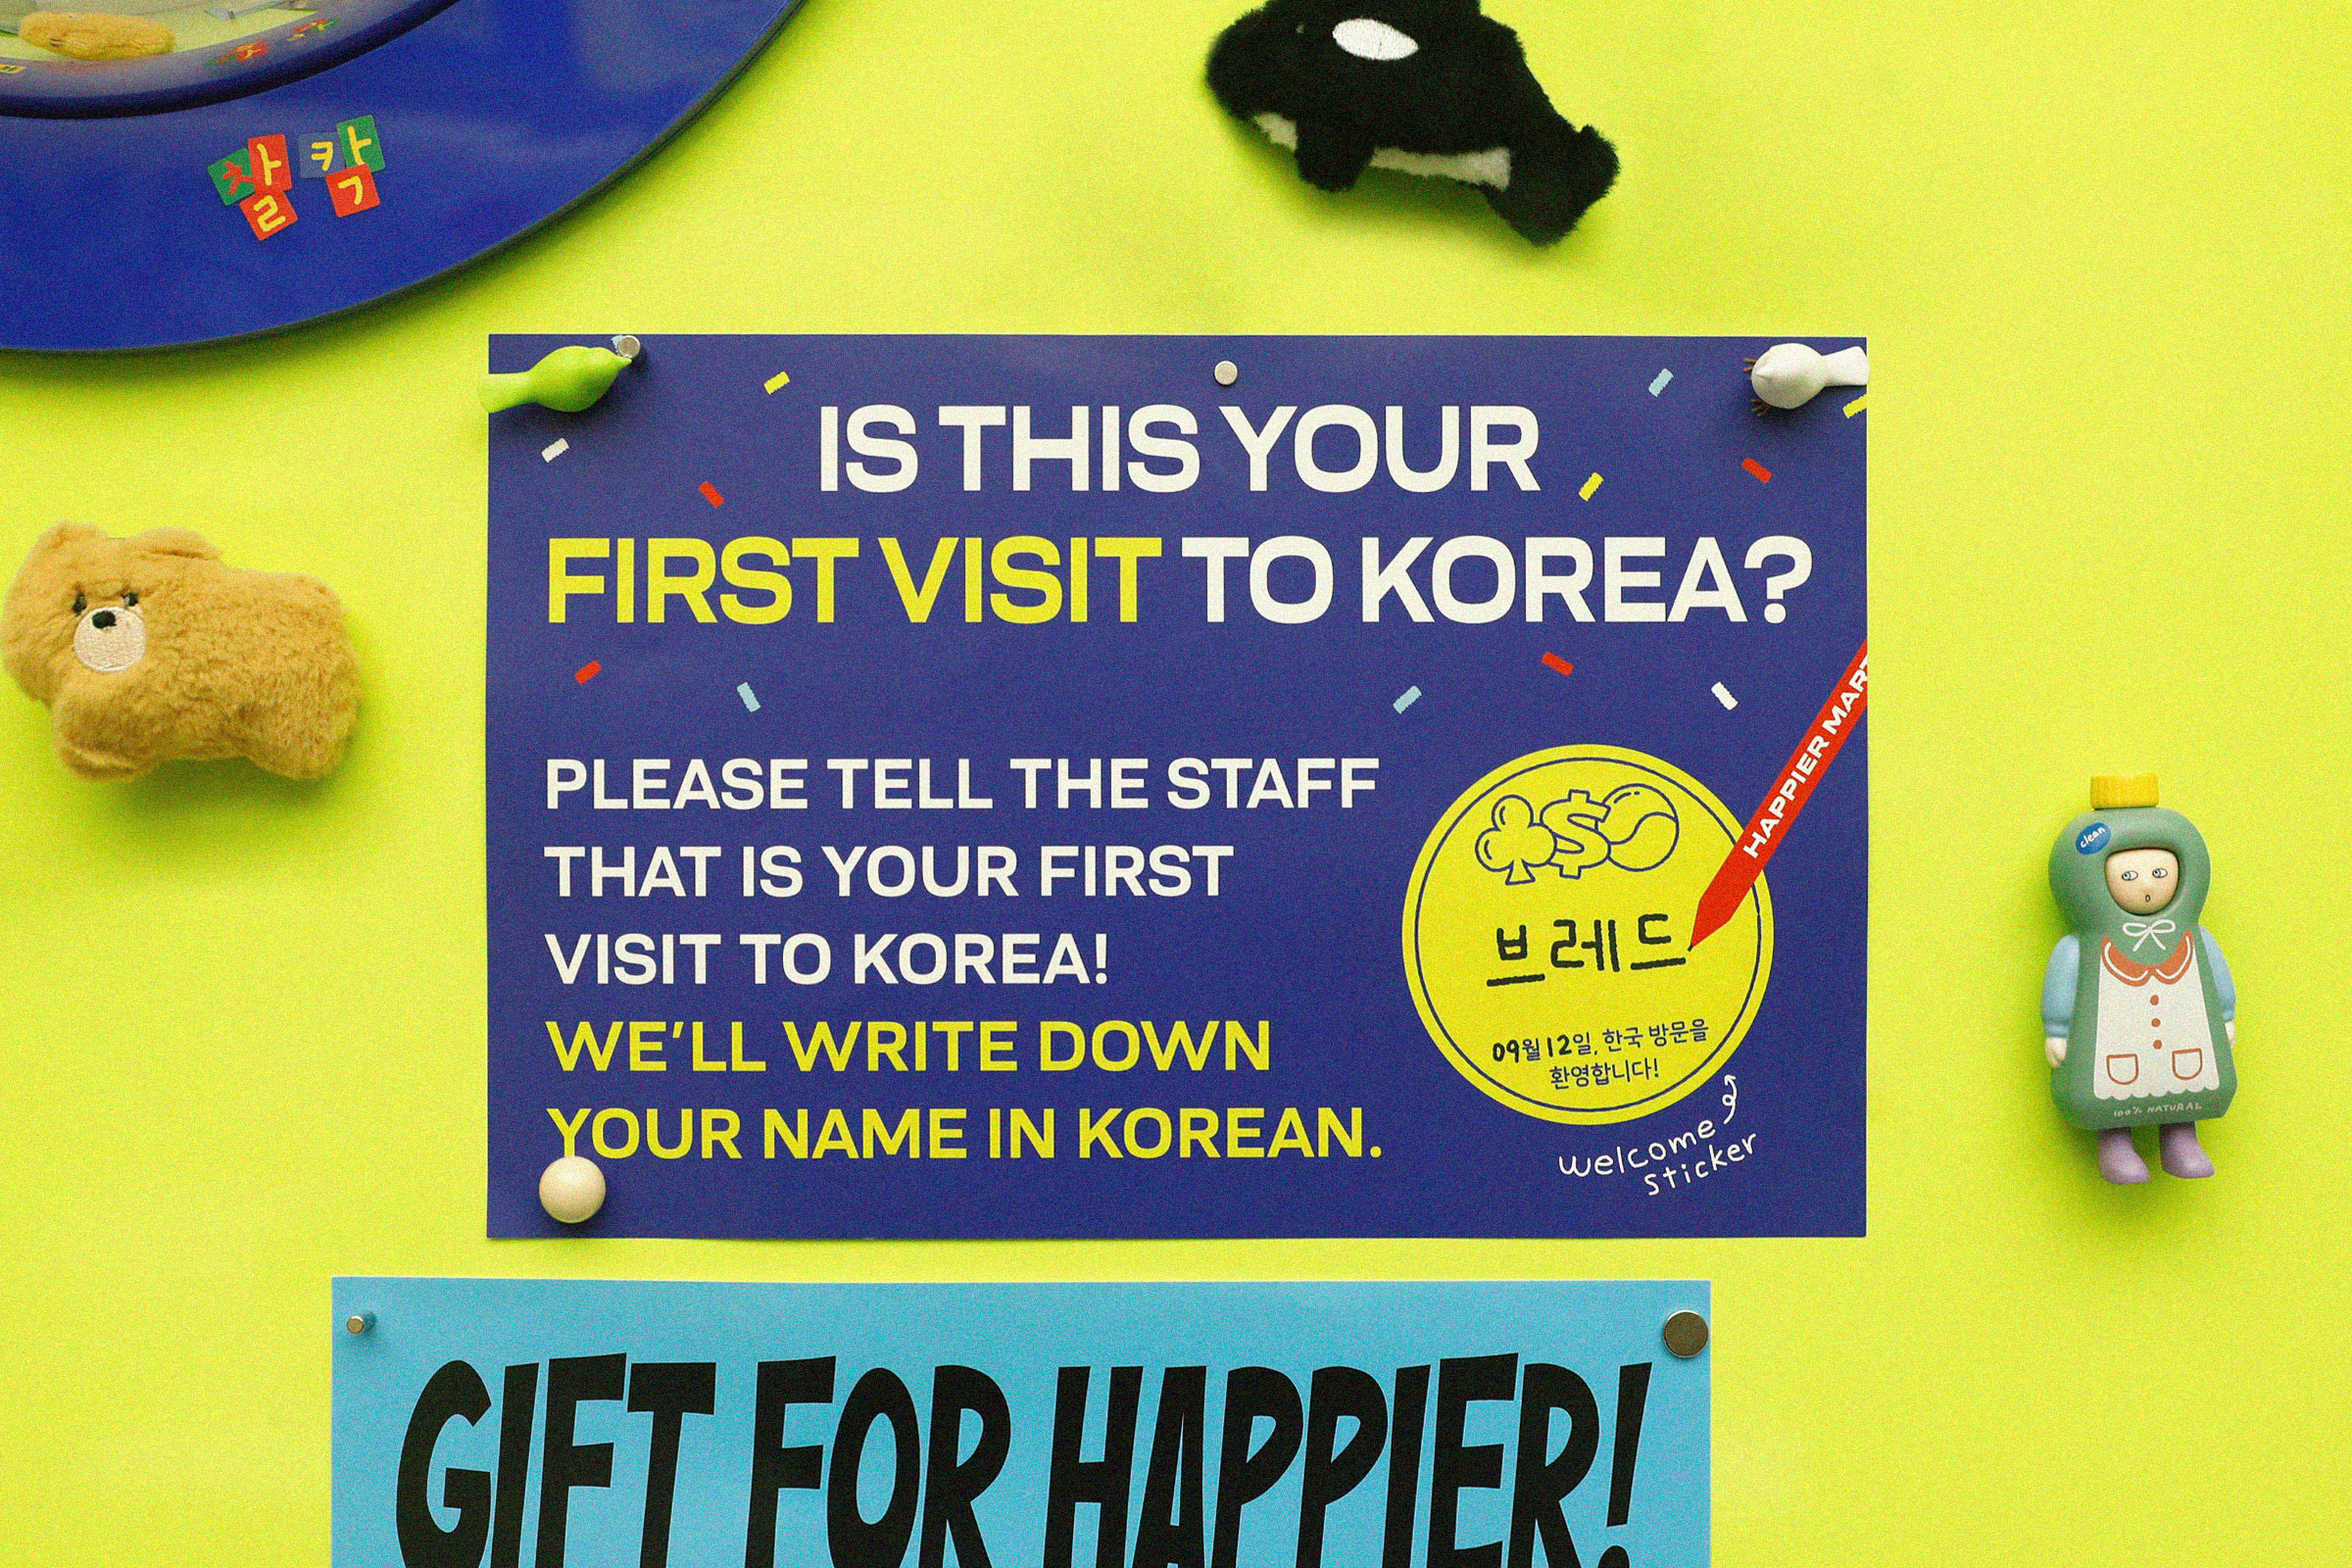 찰칵
IS THIS YOUR
FIRST VISIT TO KOREA?
PLEASE TELL THE STAFF
THAT IS YOUR FIRST
VISIT TO KOREA!
WE'LL WRITE DOWN
YOUR NAME IN KOREAN.
HAPPIER MART
브레드
09월 12일, 한국 방문을
환영합니다!
welcome
sticker
clean
100% NATURAL
GIFT FOR HAPPIER!